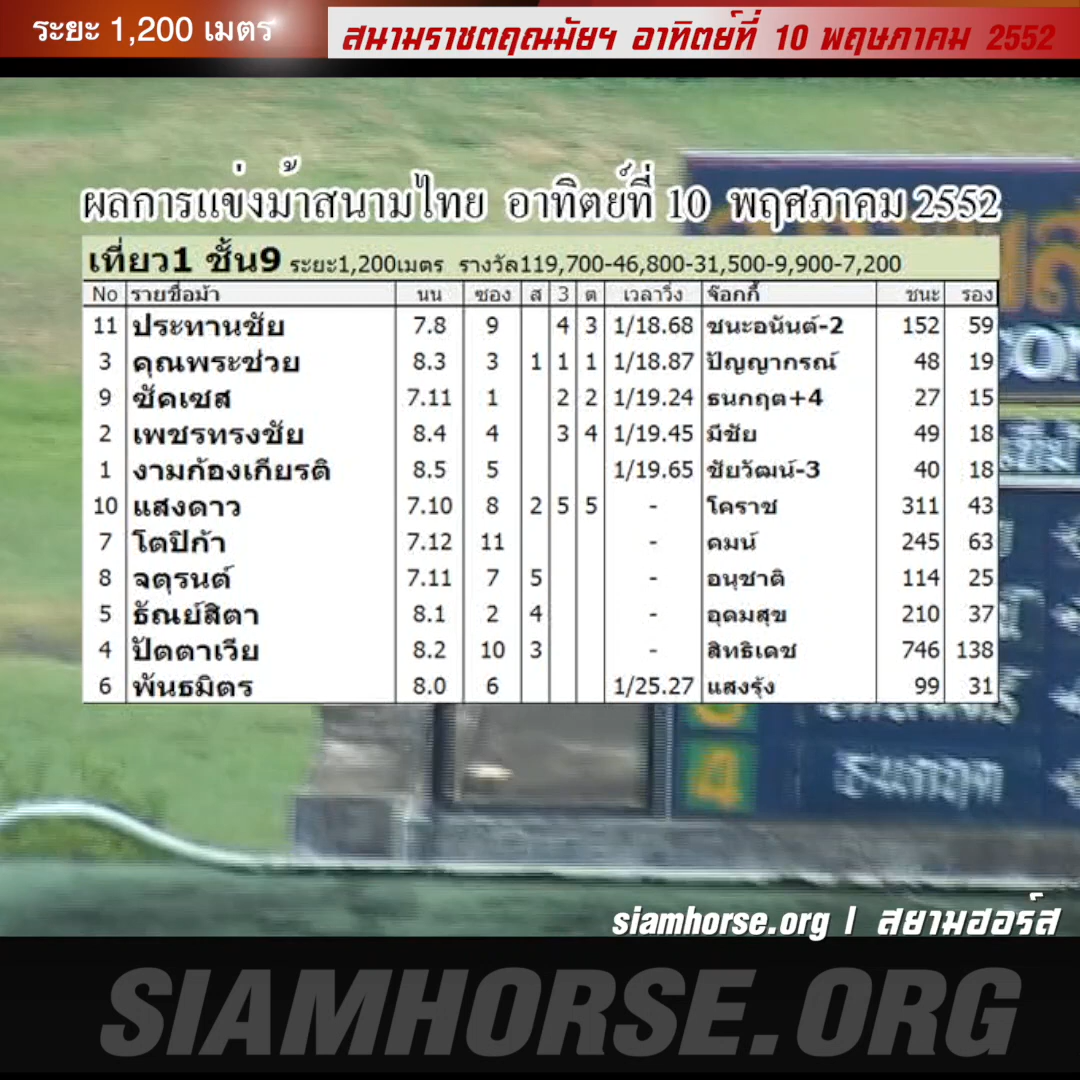 ระยะ 1,200 เมตร
สนามราชตฤณมัยฯ อาทิตย์ที่ 10 พฤษภาคม 2552
ผลการแข่งม้าสนามไทย อาทิตย์ที่ 10 พฤศภาคม 2552
เที่ยว1 ชั้น9 ระยะ1,200เมตร รางวัล119,700-46,800-31,500-9,900-7,200
No รายชื่อม้า นน ซอง ส 3 ต เวลาวิ่ง จ๊อกกี้ ชนะ รอง
11 ประทานชัย 7.8 9 4 3 1/18.68 ชนะอนันต์-2 152 59
3 คุณพระช่วย 8.3 3 1 1 1 1/18.87 ปัญญากรณ์ 48 19
9 ซัคเซส 7.11 1 2 2 1/19.24 ธนกฤต+4 27 15
2 เพชรทรงชัย 8.4 4 3 4 1/19.45 มีชัย 49 18
1 งามก้องเกียรติ 8.5 5 1/19.65 ชัยวัฒน์-3 40 18
10 แสงดาว 7.10 8 2 5 5 - โคราช 311 43
7 โตปิก้า 7.12 11 - คมน์ 245 63
8 จตุรนต์ 7.11 7 5 - อนุชาติ 114 25
5 ธัณย์สิตา 8.1 2 4 - อุดมสุข 210 37
4 ปัตตาเวีย 8.2 10 3 - สิทธิเดช 746 138
6 พันธมิตร 8.0 6 1/25.27 แสงรุ้ง 99 31
4 ธนกฤต
siamhorse.org | สยามฮอร์ส
SIAMHORSE.ORG